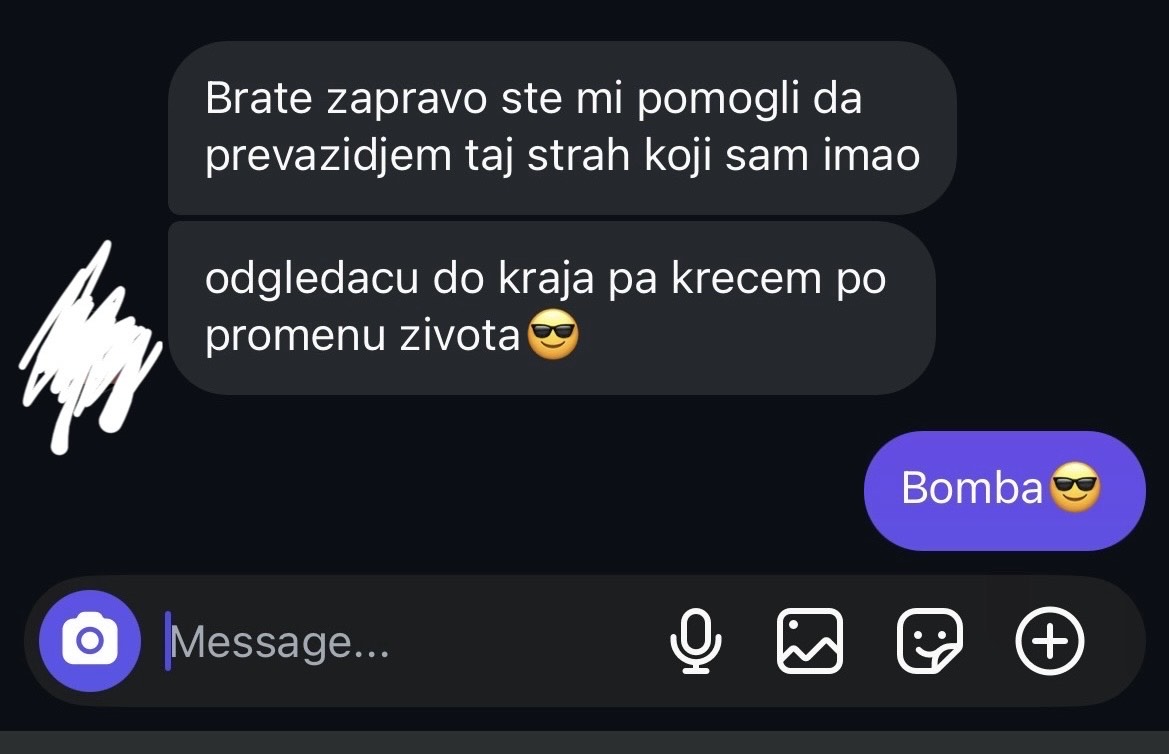 Brate zapravo ste mi pomogli da
prevazidjem taj strah koji sam imao
odgledacu do kraja pa krecem po
promenu zivota😎
Bomba😎
Message...